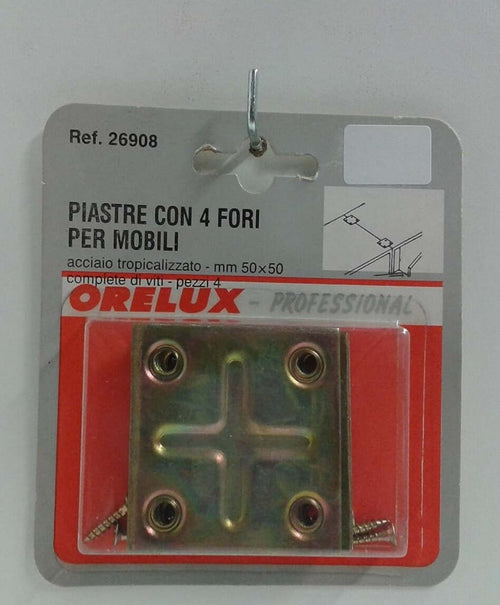 Ref. 26908
PIASTRE CON 4 FORI
PER MOBILI
acciaio tropicalizzato - mm 50×50
complete di viti - pezzi 4
ORELUX - PROFESSIONAL